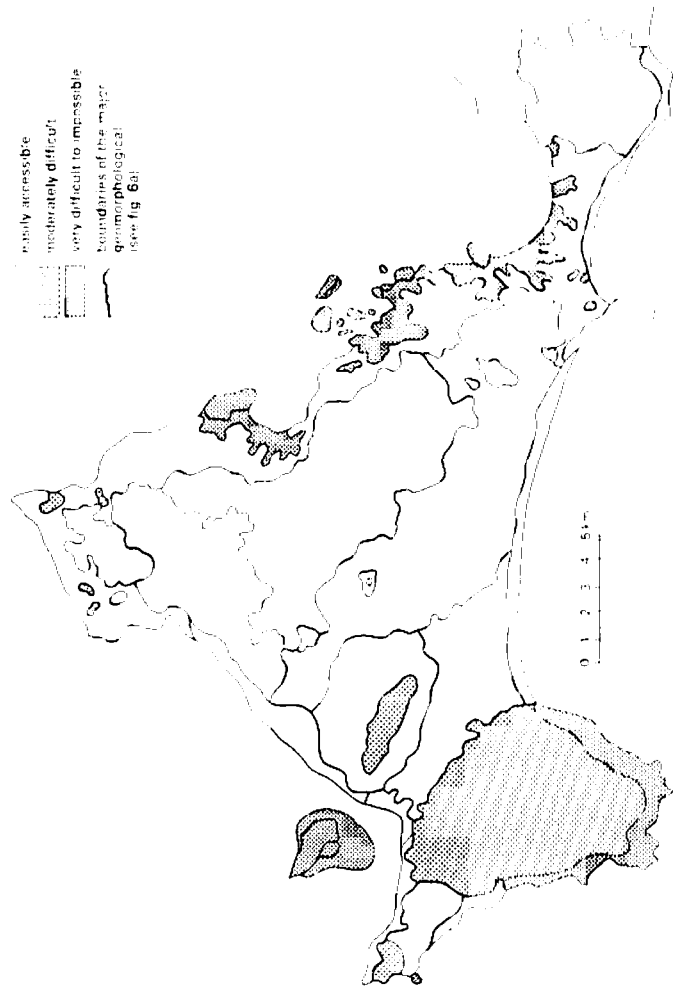 easily accessible
moderately difficult
very difficult to impossible
boundaries of the major
geomorphological
(see fig 6a)
0 1 2 3 4 5km